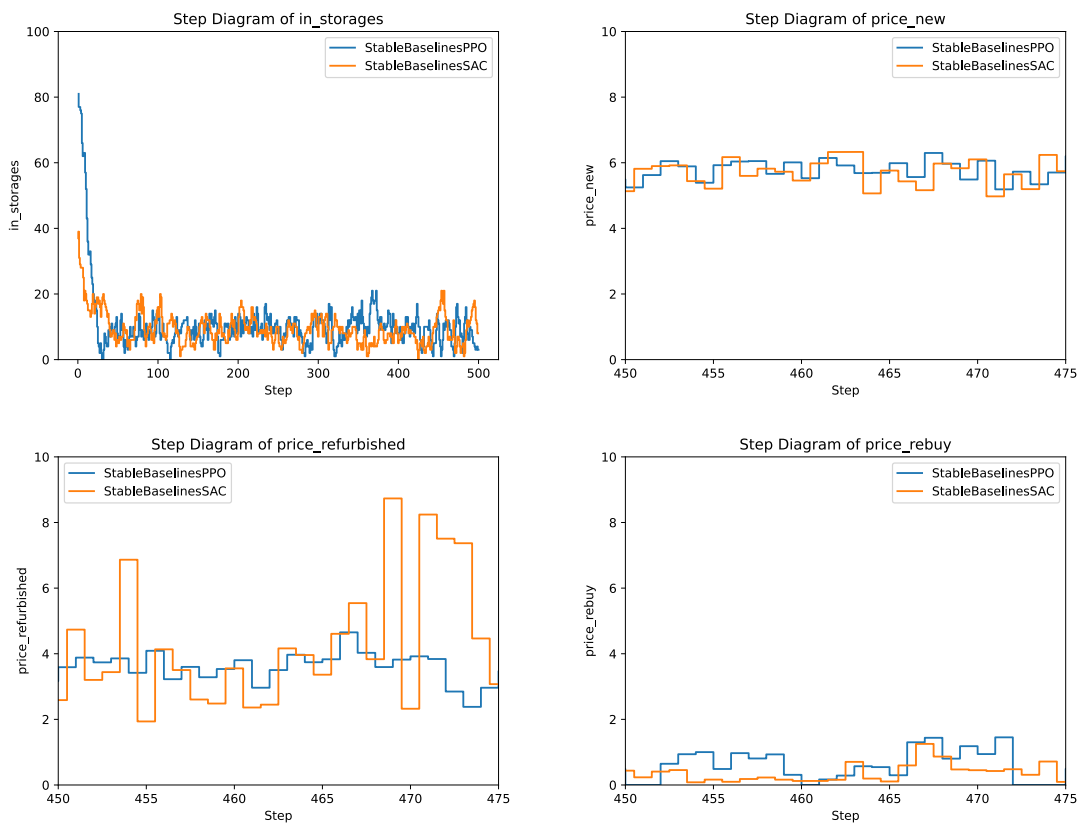 Step Diagram of in_storages
100
80
60
40
20
0
in_storages
StableBaselinesPPO
StableBaselinesSAC
0 100 200 300 400 500
Step
Step Diagram of price_new
10
8
6
4
2
0
price_new
StableBaselinesPPO
StableBaselinesSAC
450 455 460 465 470 475
Step
Step Diagram of price_refurbished
10
8
6
4
2
0
price_refurbished
StableBaselinesPPO
StableBaselinesSAC
450 455 460 465 470 475
Step
Step Diagram of price_rebuy
10
8
6
4
2
0
price_rebuy
StableBaselinesPPO
StableBaselinesSAC
450 455 460 465 470 475
Step